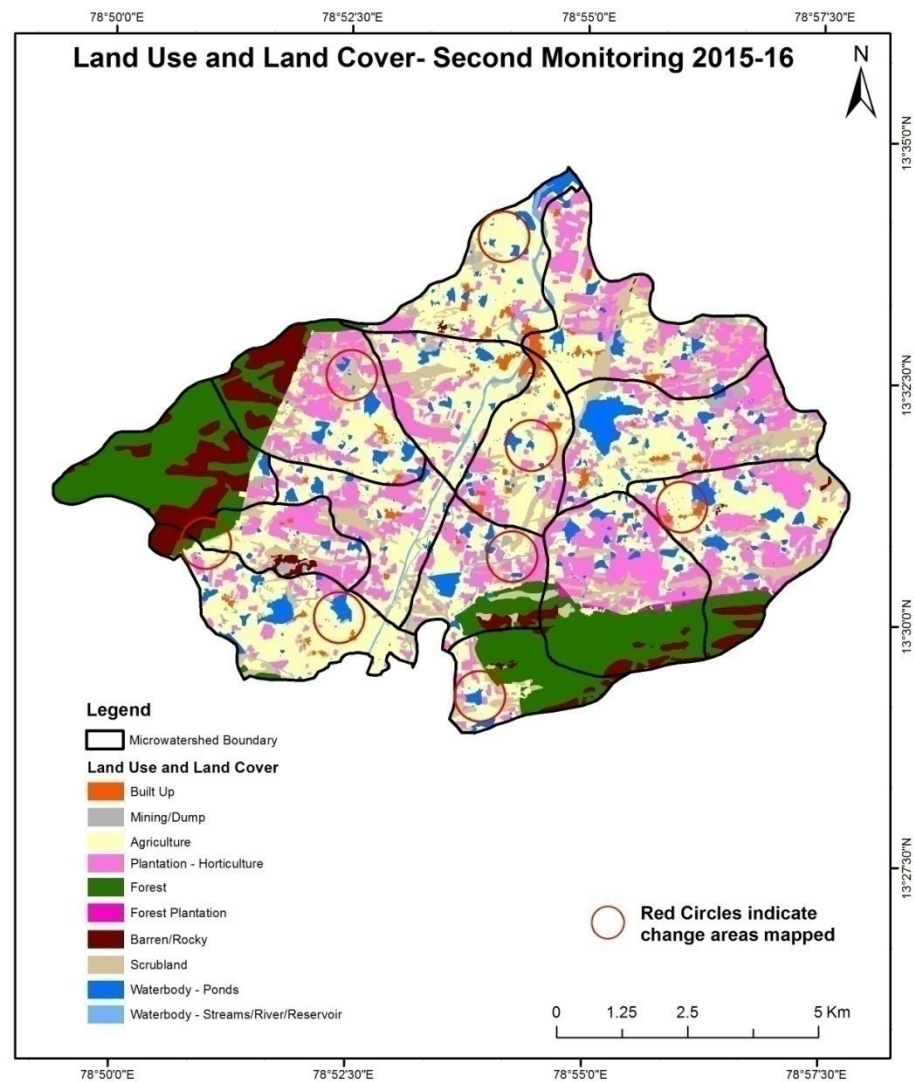 78°50'0"E 78°52'30"E 78°55'0"E 78°57'30"E
Land Use and Land Cover- Second Monitoring 2015-16
N
13°35'0"N
13°32'30"N
13°30'0"N
13°27'30"N
Legend
Microwatershed Boundary
Land Use and Land Cover
Built Up
Mining/Dump
Agriculture
Plantation - Horticulture
Forest
Forest Plantation
Barren/Rocky
Scrubland
Waterbody - Ponds
Waterbody - Streams/River/Reservoir
Red Circles indicate
change areas mapped
0 1.25 2.5 5 Km
78°50'0"E 78°52'30"E 78°55'0"E 78°57'30"E